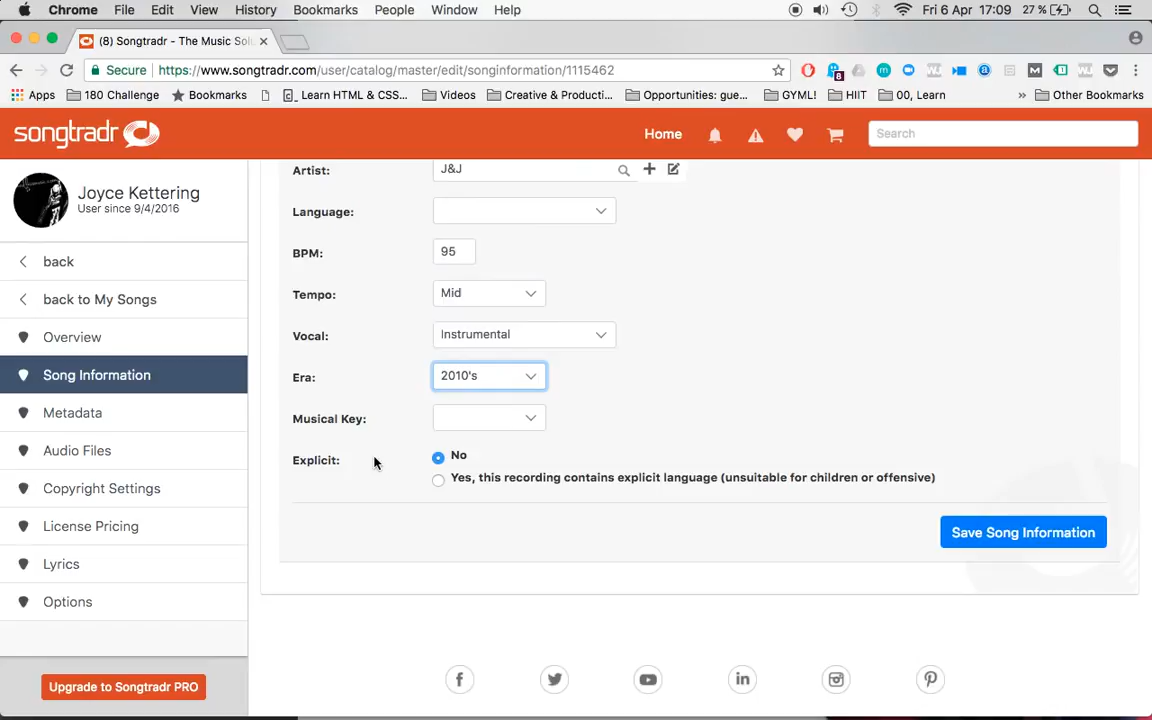 Chrome File Edit View History Bookmarks People Window Help Fri 6 Apr 17:09 27 %
(8) Songtradr - The Music Sol
Secure https://www.songtradr.com/user/catalog/master/edit/songinformation/1115462 8
Apps 180 Challenge Bookmarks Learn HTML & CSS... Videos Creative & Producti... Opportunities: gue... GYML! HIIT 00, Learn » Other Bookmarks
songtradr Home Search
Joyce Kettering
User since 9/4/2016
back
back to My Songs
Overview
Song Information
Metadata
Audio Files
Copyright Settings
License Pricing
Lyrics
Options
Upgrade to Songtradr PRO
Artist: J&J
Language:
BPM: 95
Tempo: Mid
Vocal: Instrumental
Era: 2010's
Musical Key:
Explicit: No
Yes, this recording contains explicit language (unsuitable for children or offensive)
Save Song Information